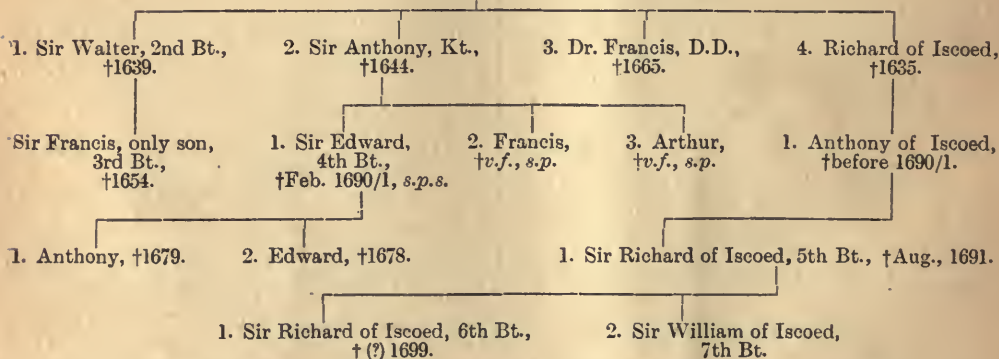 1. Sir Walter, 2nd Bt., 2. Sir Anthony, Kt., 3. Dr. Francis, D.D., 4. Richard of Iscoed,
†1639. †1644. †1665. †1635.
Sir Francis, only son, 1. Sir Edward, 2. Francis, 3. Arthur, 1. Anthony of Iscoed,
3rd Bt., 4th Bt., †v.f., s.p. †v.f., s.p. †before 1690/1.
†1654. †Feb. 1690/1, s.p.s.
1. Anthony, †1679. 2. Edward, †1678. 1. Sir Richard of Iscoed, 5th Bt., †Aug., 1691.
1. Sir Richard of Iscoed, 6th Bt., 2. Sir William of Iscoed,
† (?) 1699. 7th Bt.